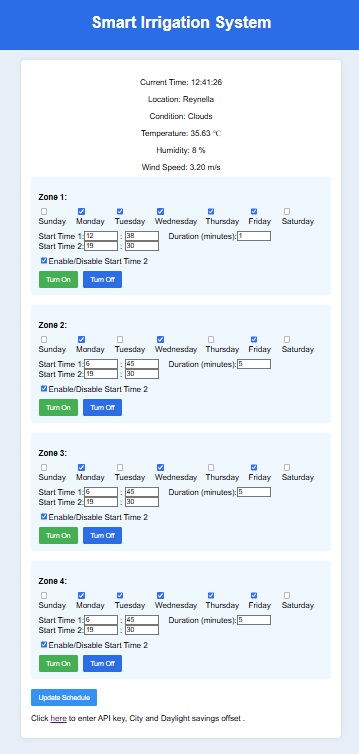 Smart Irrigation System
Current Time: 12:41:26
Location: Reynella
Condition: Clouds
Temperature: 35.63 °C
Humidity: 8 %
Wind Speed: 3.20 m/s
Zone 1:
Sunday Monday Tuesday Wednesday Thursday Friday Saturday
Start Time 1: 12 : 38 Duration (minutes): 1
Start Time 2: 19 : 30
Enable/Disable Start Time 2
Turn On Turn Off
Zone 2:
Sunday Monday Tuesday Wednesday Thursday Friday Saturday
Start Time 1: 6 : 45 Duration (minutes): 5
Start Time 2: 19 : 30
Enable/Disable Start Time 2
Turn On Turn Off
Zone 3:
Sunday Monday Tuesday Wednesday Thursday Friday Saturday
Start Time 1: 6 : 45 Duration (minutes): 5
Start Time 2: 19 : 30
Enable/Disable Start Time 2
Turn On Turn Off
Zone 4:
Sunday Monday Tuesday Wednesday Thursday Friday Saturday
Start Time 1: 6 : 45 Duration (minutes): 5
Start Time 2: 19 : 30
Enable/Disable Start Time 2
Turn On Turn Off
Update Schedule
Click here to enter API key, City and Daylight savings offset .